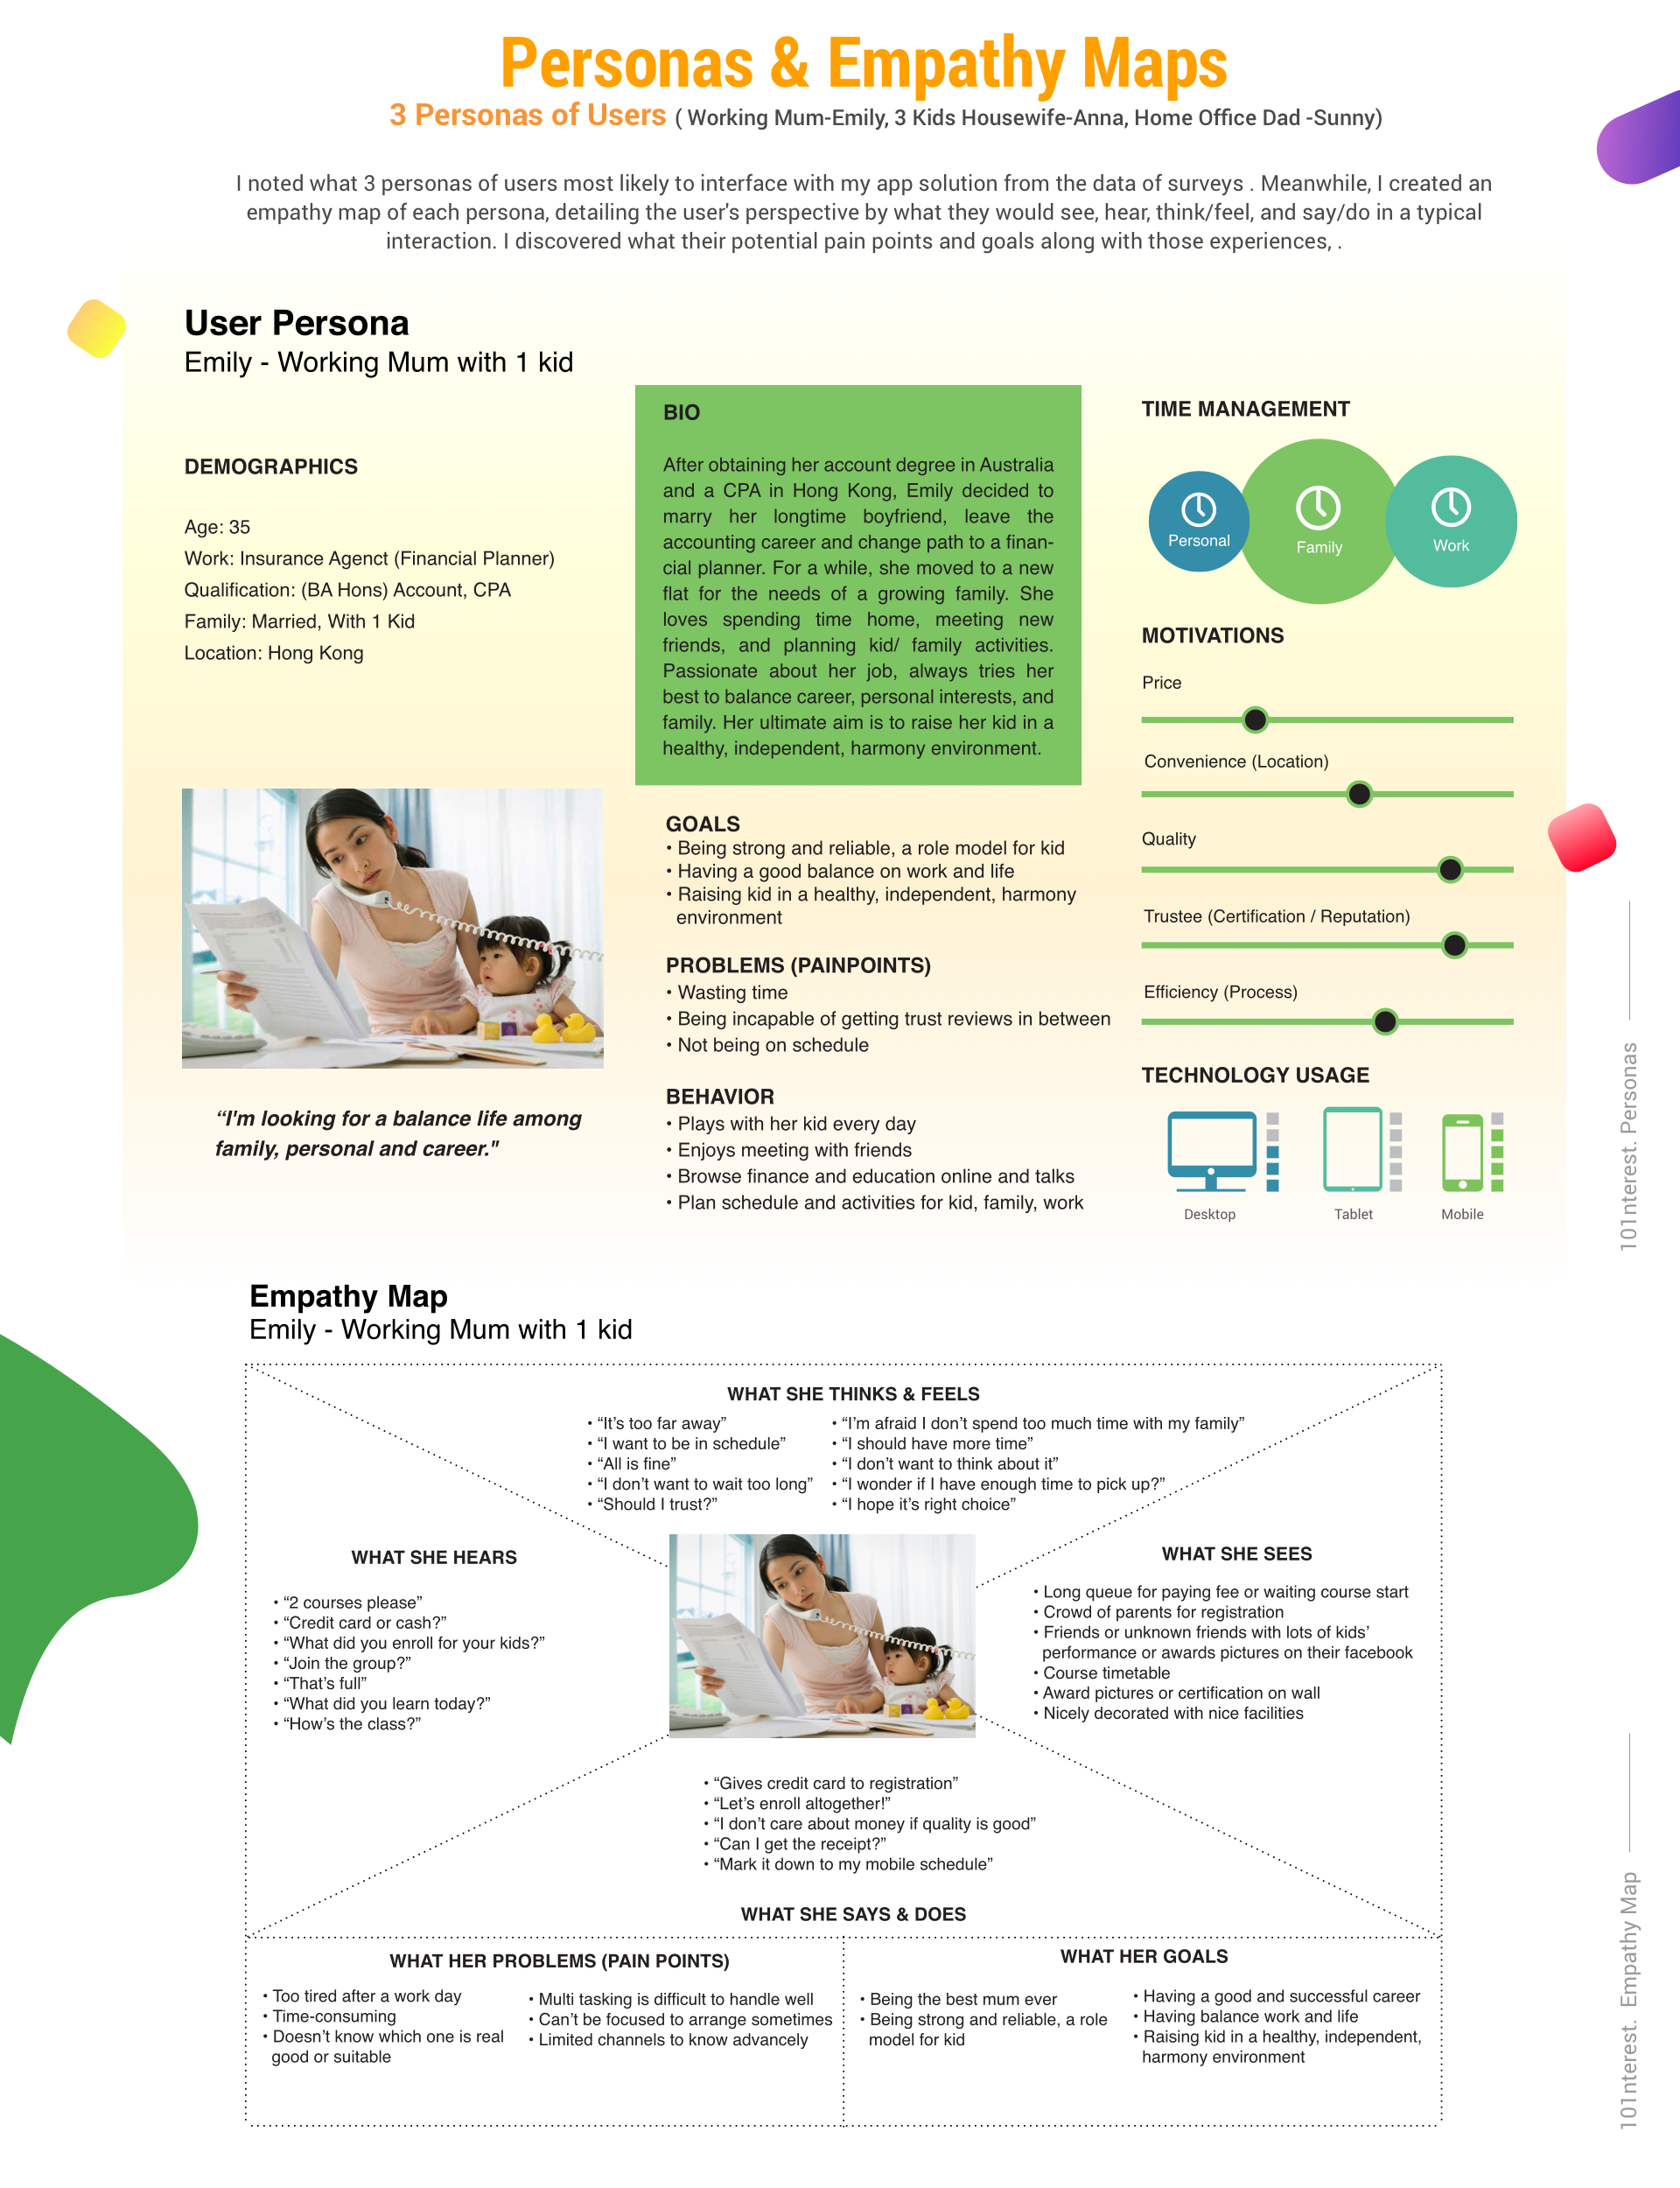 Personas & Empathy Maps
3 Personas of Users ( Working Mum-Emily, 3 Kids Housewife-Anna, Home Office Dad -Sunny)
I noted what 3 personas of users most likely to interface with my app solution from the data of surveys . Meanwhile, I created an
empathy map of each persona, detailing the user's perspective by what they would see, hear, think/feel, and say/do in a typical
interaction. I discovered what their potential pain points and goals along with those experiences, .
User Persona
Emily - Working Mum with 1 kid
DEMOGRAPHICS
Age: 35
Work: Insurance Agenct (Financial Planner)
Qualification: (BA Hons) Account, CPA
Family: Married, With 1 Kid
Location: Hong Kong
“I'm looking for a balance life among
family, personal and career."
BIO
After obtaining her account degree in Australia
and a CPA in Hong Kong, Emily decided to
marry her longtime boyfriend, leave the
accounting career and change path to a finan-
cial planner. For a while, she moved to a new
flat for the needs of a growing family. She
loves spending time home, meeting new
friends, and planning kid/ family activities.
Passionate about her job, always tries her
best to balance career, personal interests, and
family. Her ultimate aim is to raise her kid in a
healthy, independent, harmony environment.
GOALS
• Being strong and reliable, a role model for kid
• Having a good balance on work and life
• Raising kid in a healthy, independent, harmony
environment
PROBLEMS (PAINPOINTS)
• Wasting time
• Being incapable of getting trust reviews in between
• Not being on schedule
BEHAVIOR
• Plays with her kid every day
• Enjoys meeting with friends
• Browse finance and education online and talks
• Plan schedule and activities for kid, family, work
TIME MANAGEMENT
Personal
Family
Work
MOTIVATIONS
Price
Convenience (Location)
Quality
Trustee (Certification / Reputation)
Efficiency (Process)
TECHNOLOGY USAGE
Desktop
Tablet
Mobile
101nterest. Personas
Empathy Map
Emily - Working Mum with 1 kid
WHAT SHE THINKS & FEELS
• “It’s too far away”
• “I want to be in schedule”
• “All is fine”
• “I don’t want to wait too long”
• “Should I trust?”
• “I’m afraid I don’t spend too much time with my family”
• “I should have more time”
• “I don’t want to think about it”
• “I wonder if I have enough time to pick up?”
• “I hope it’s right choice”
WHAT SHE HEARS
• “2 courses please”
• “Credit card or cash?”
• “What did you enroll for your kids?”
• “Join the group?”
• “That’s full”
• “What did you learn today?”
• “How’s the class?”
WHAT SHE SEES
• Long queue for paying fee or waiting course start
• Crowd of parents for registration
• Friends or unknown friends with lots of kids’
performance or awards pictures on their facebook
• Course timetable
• Award pictures or certification on wall
• Nicely decorated with nice facilities
• “Gives credit card to registration”
• “Let’s enroll altogether!”
• “I don’t care about money if quality is good”
• “Can I get the receipt?”
• “Mark it down to my mobile schedule”
WHAT SHE SAYS & DOES
WHAT HER PROBLEMS (PAIN POINTS)
• Too tired after a work day
• Time-consuming
• Doesn’t know which one is real
good or suitable
• Multi tasking is difficult to handle well
• Can’t be focused to arrange sometimes
• Limited channels to know advancely
WHAT HER GOALS
• Being the best mum ever
• Being strong and reliable, a role
model for kid
• Having a good and successful career
• Having balance work and life
• Raising kid in a healthy, independent,
harmony environment
101nterest. Empathy Map